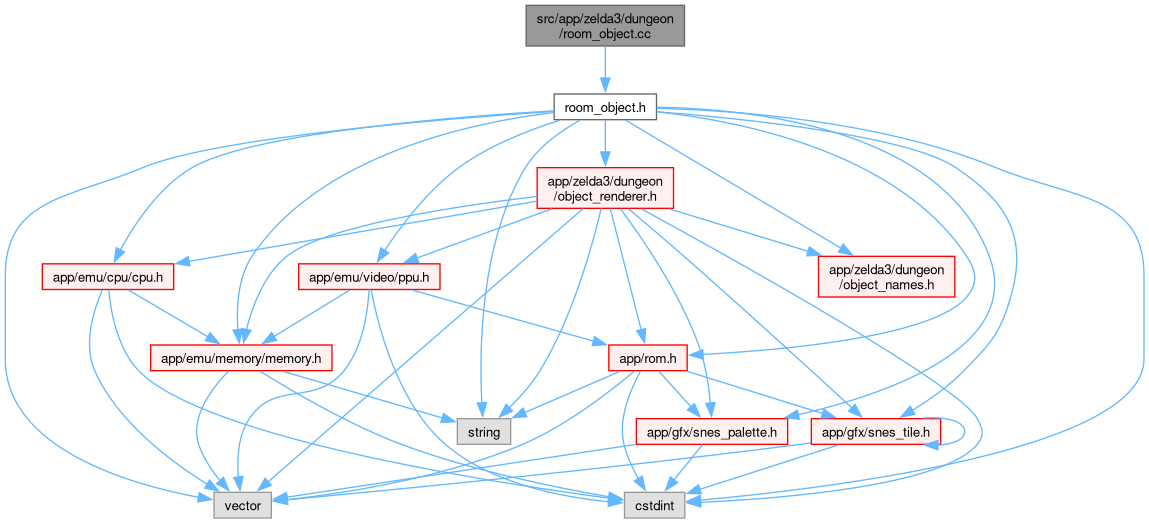 src/app/zelda3/dungeon
/room_object.cc
room_object.h
app/zelda3/dungeon
/object_renderer.h
app/emu/cpu/cpu.h
app/emu/video/ppu.h
app/zelda3/dungeon
/object_names.h
app/emu/memory/memory.h
app/rom.h
string
app/gfx/snes_palette.h
app/gfx/snes_tile.h
vector
cstdint